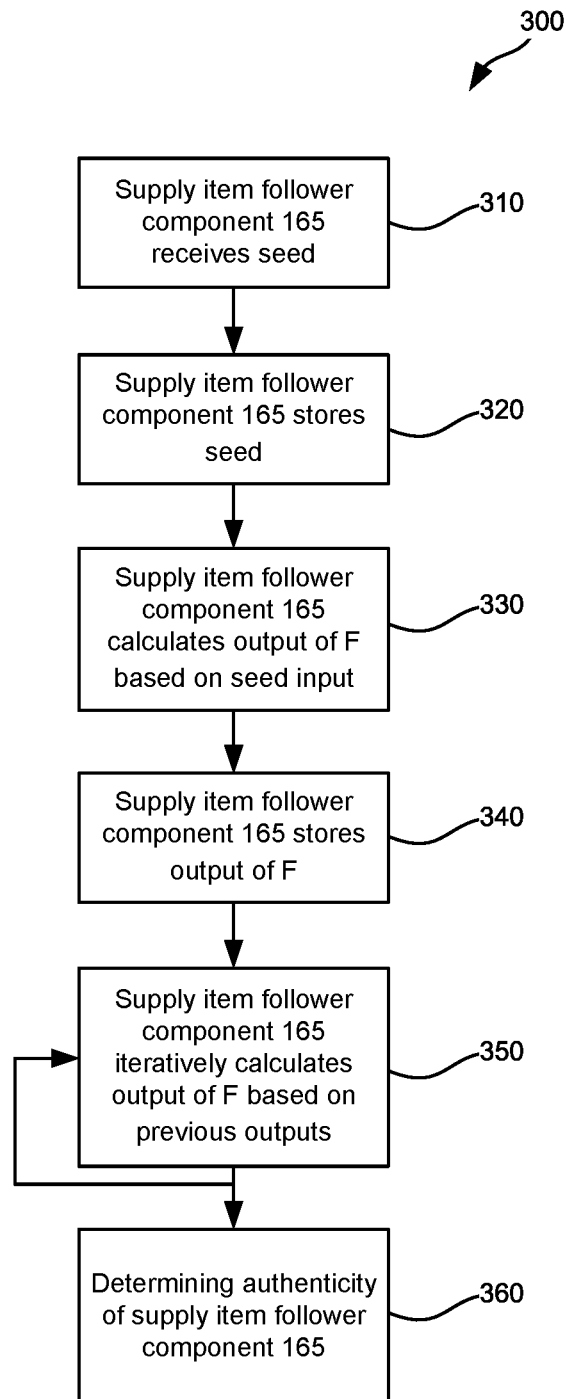 300
Supply item follower
component 165
receives seed
310
Supply item follower
component 165 stores
seed
320
Supply item follower
component 165
calculates output of F
based on seed input
330
Supply item follower
component 165 stores
output of F
340
Supply item follower
component 165
iteratively calculates
output of F based on
previous outputs
350
Determining authenticity
of supply item follower
component 165
360